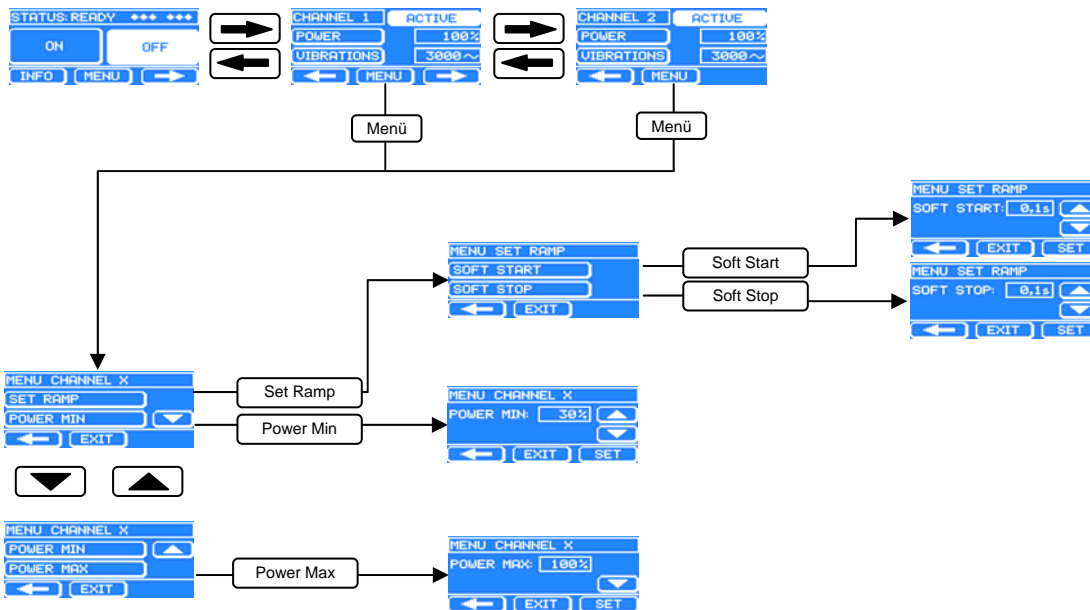 STATUS: READY ◆◆◆ ◆◆◆
ON OFF
INFO MENU
CHANNEL 1 ACTIVE
POWER 100%
VIBRATIONS 3000~
MENU
CHANNEL 2 ACTIVE
POWER 100%
VIBRATIONS 3000~
MENU
Menü
Menü
MENU SET RAMP
SOFT START: 0,1s
EXIT SET
MENU SET RAMP
SOFT START
SOFT STOP
EXIT
Soft Start
Soft Stop
MENU SET RAMP
SOFT STOP: 0,1s
EXIT SET
MENU CHANNEL X
SET RAMP
POWER MIN
EXIT
Set Ramp
Power Min
MENU CHANNEL X
POWER MIN: 30%
EXIT SET
MENU CHANNEL X
POWER MIN
POWER MAX
EXIT
Power Max
MENU CHANNEL X
POWER MAX: 100%
EXIT SET